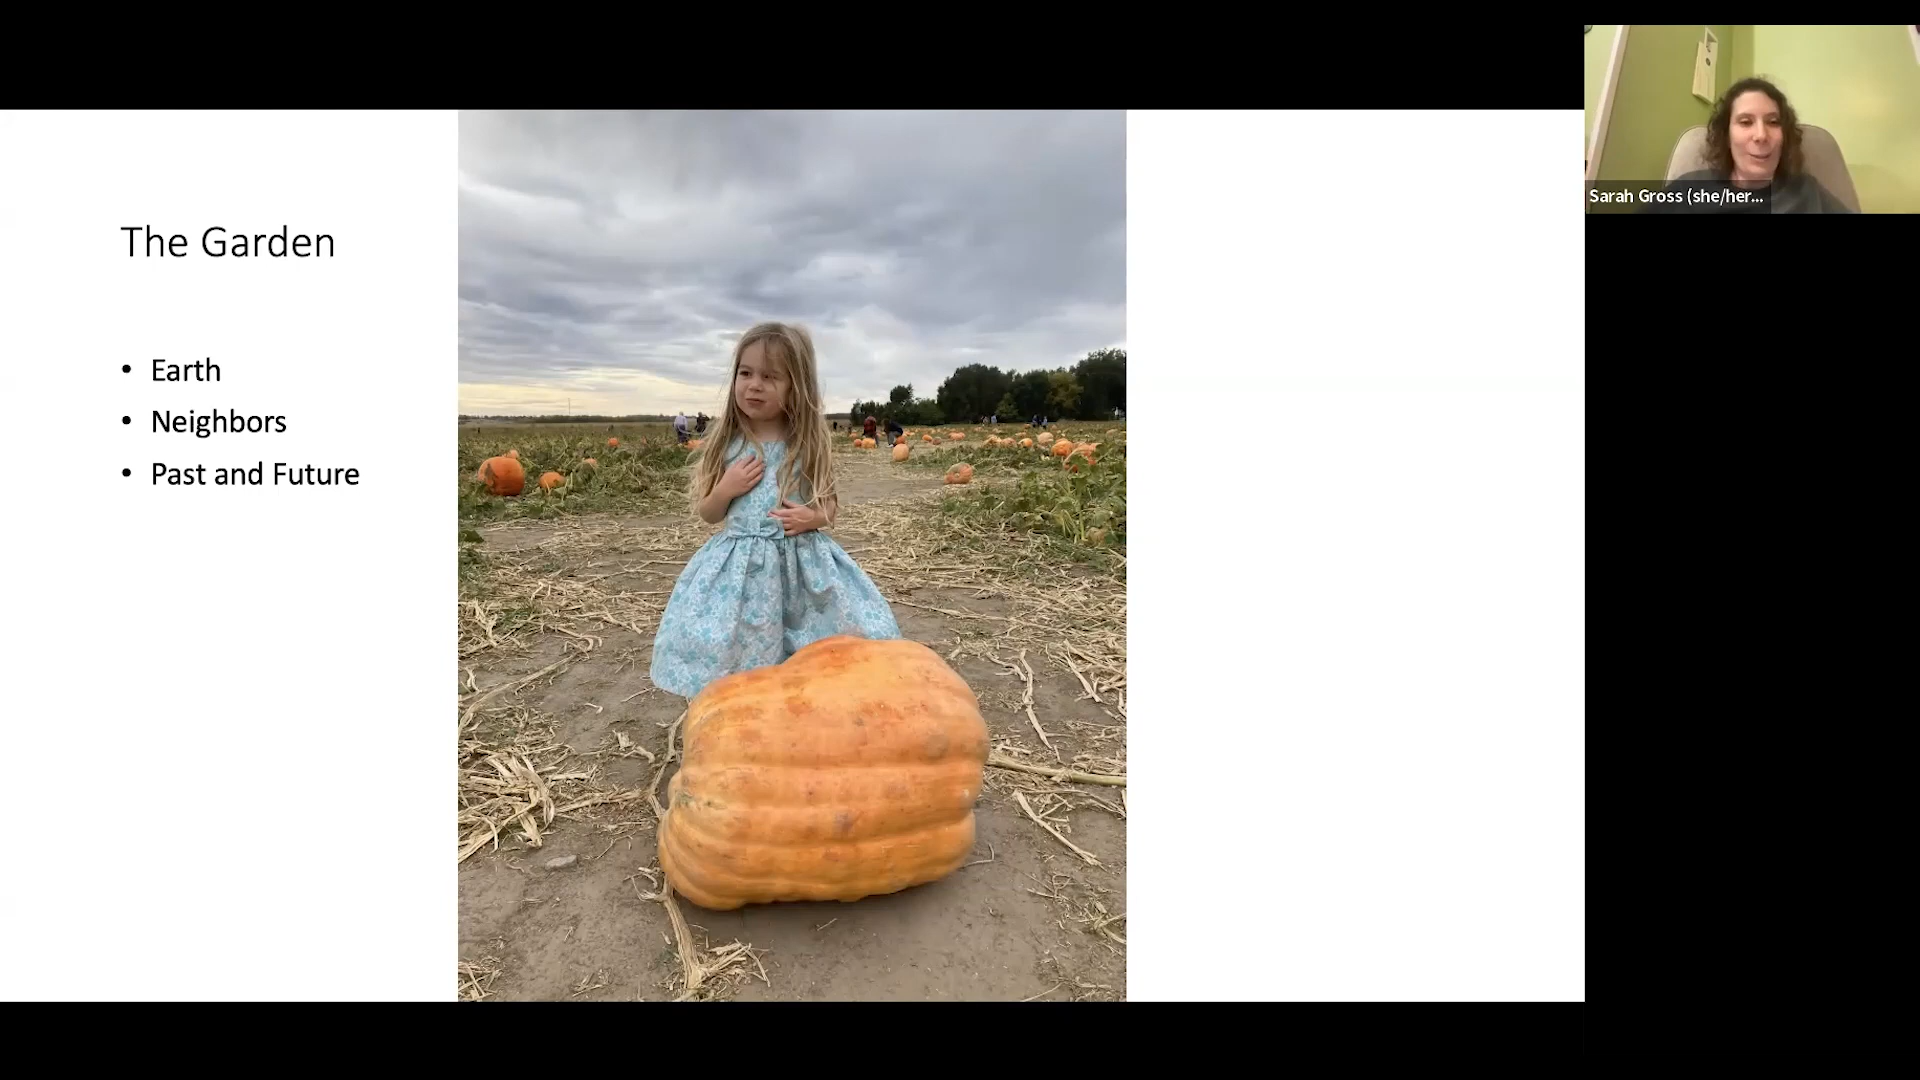 The Garden
• Earth
• Neighbors
• Past and Future
Sarah Gross (she/her...